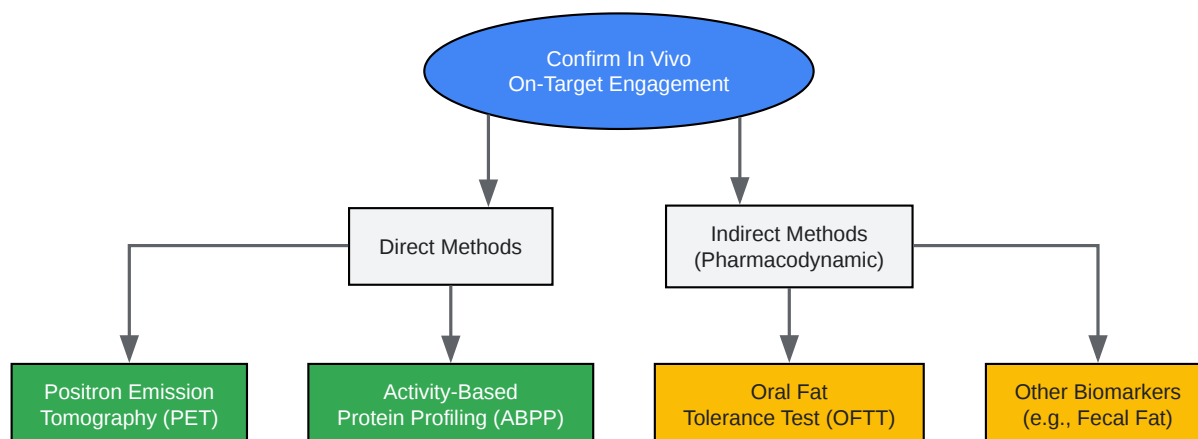 Confirm In Vivo
On-Target Engagement
Direct Methods
Indirect Methods
(Pharmacodynamic)
Positron Emission
Tomography (PET)
Activity-Based
Protein Profiling (ABPP)
Oral Fat
Tolerance Test (OFTT)
Other Biomarkers
(e.g., Fecal Fat)